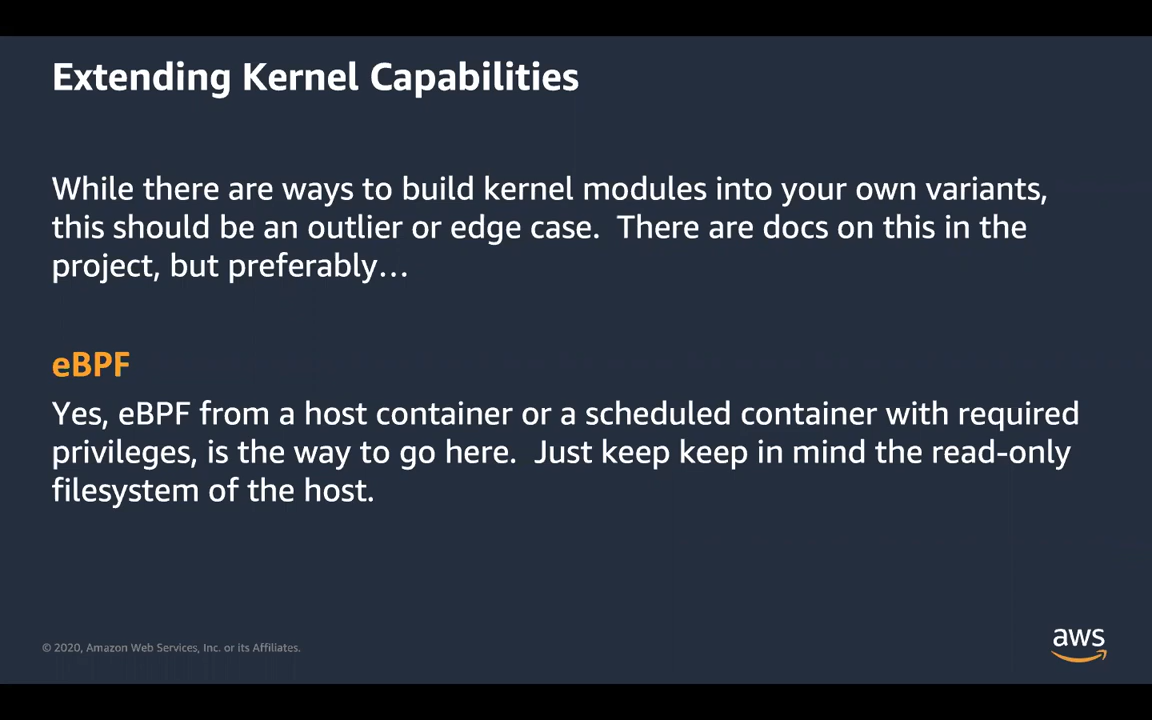 Extending Kernel Capabilities
While there are ways to build kernel modules into your own variants,
this should be an outlier or edge case.  There are docs on this in the
project, but preferably…
eBPF
Yes, eBPF from a host container or a scheduled container with required
privileges, is the way to go here.  Just keep keep in mind the read-only
filesystem of the host.
© 2020, Amazon Web Services, Inc. or its Affiliates.
aws